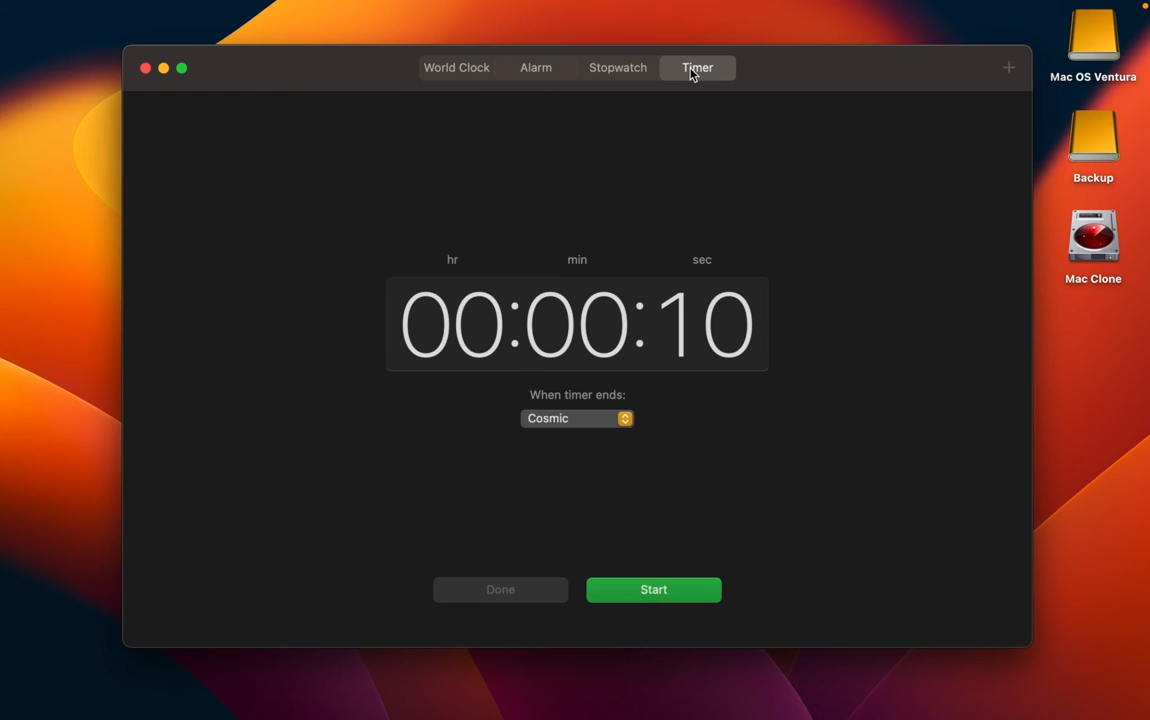 World Clock Alarm Stopwatch Timer
Mac OS Ventura
Backup
Mac Clone
hr min sec
00:00:10
When timer ends:
Cosmic
Done Start